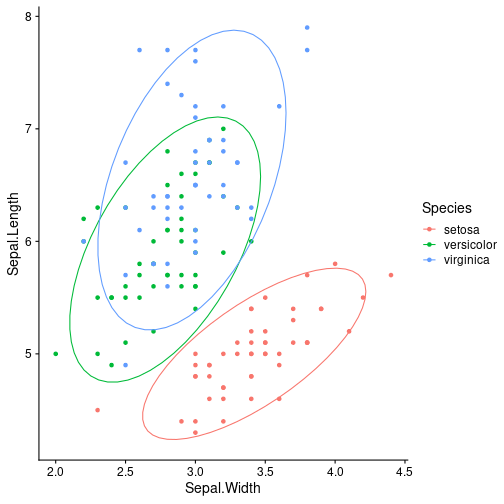 8
7
6
5
Sepal.Length
2.0 2.5 3.0 3.5 4.0 4.5
Sepal.Width
Species
setosa
versicolor
virginica